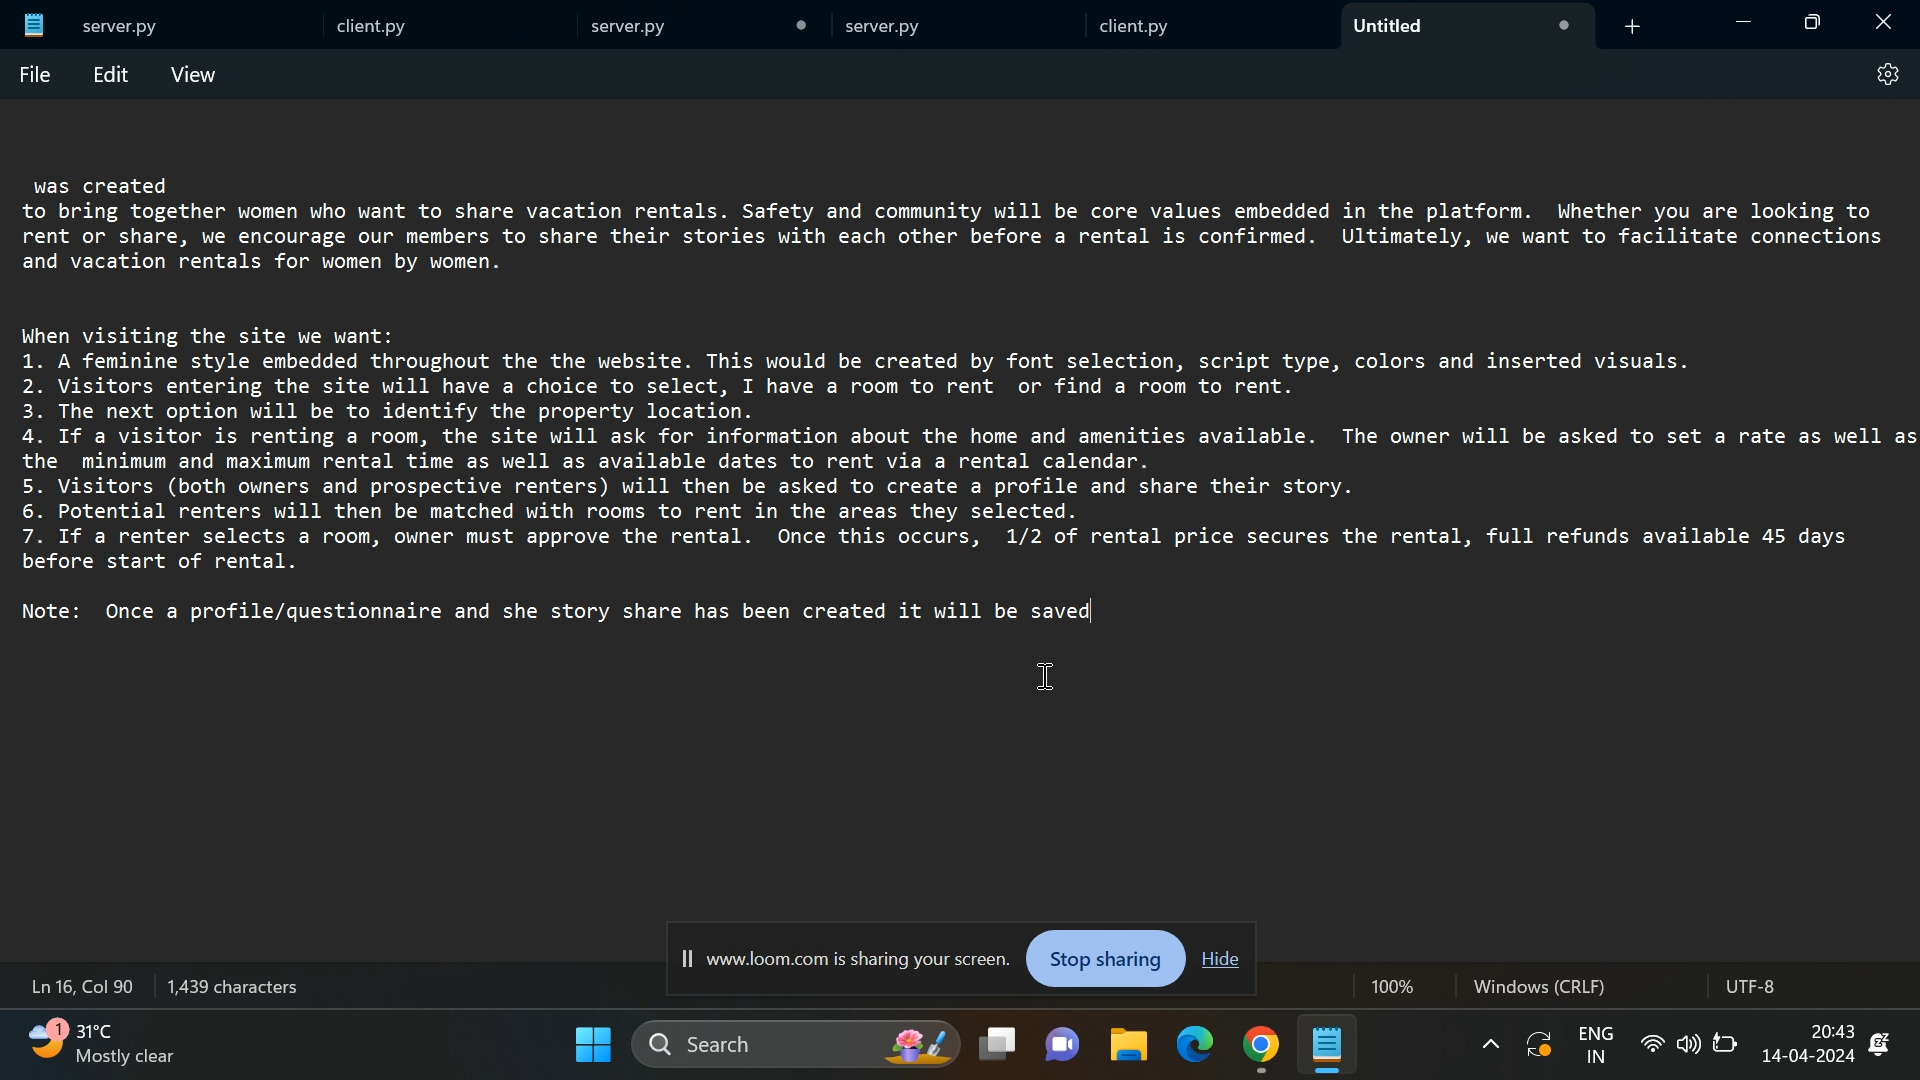 server.py
client.py
server.py
server.py
client.py
Untitled
File
Edit
View
was created
to bring together women who want to share vacation rentals. Safety and community will be core values embedded in the platform.  Whether you are looking to
rent or share, we encourage our members to share their stories with each other before a rental is confirmed.  Ultimately, we want to facilitate connections
and vacation rentals for women by women.
When visiting the site we want:
1. A feminine style embedded throughout the the website. This would be created by font selection, script type, colors and inserted visuals.
2. Visitors entering the site will have a choice to select, I have a room to rent  or find a room to rent.
3. The next option will be to identify the property location.
4. If a visitor is renting a room, the site will ask for information about the home and amenities available.  The owner will be asked to set a rate as well as
the  minimum and maximum rental time as well as available dates to rent via a rental calendar.
5. Visitors (both owners and prospective renters) will then be asked to create a profile and share their story.
6. Potential renters will then be matched with rooms to rent in the areas they selected.
7. If a renter selects a room, owner must approve the rental.  Once this occurs,  1/2 of rental price secures the rental, full refunds available 45 days
before start of rental.
Note:  Once a profile/questionnaire and she story share has been created it will be saved
www.loom.com is sharing your screen.
Stop sharing
Hide
Ln 16, Col 90
1,439 characters
100%
Windows (CRLF)
UTF-8
1
31°C
Mostly clear
Search
ENG
IN
20:43
14-04-2024